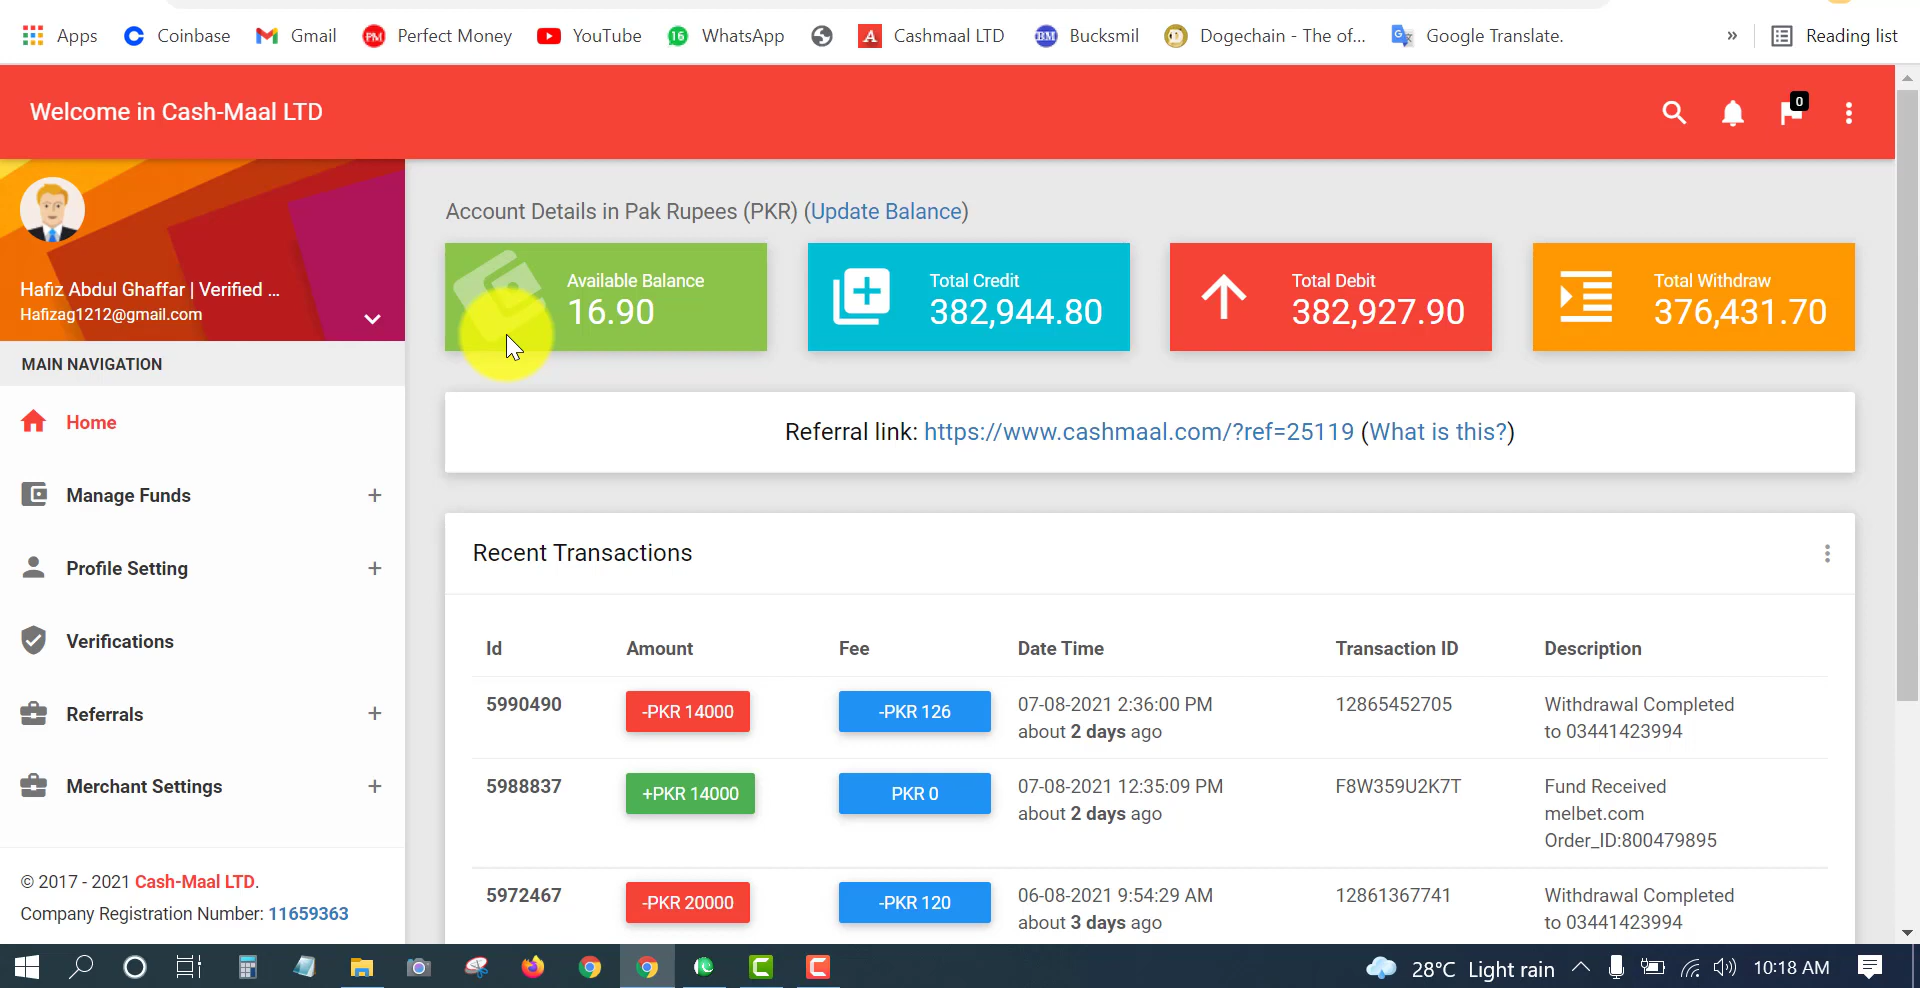 Apps
Coinbase
Gmail
PM
Perfect Money
YouTube
16
WhatsApp
A
Cashmaal LTD
BM
Bucksmil
Dogechain - The of...
G
Google Translate.
»
Reading list
Welcome in Cash-Maal LTD
0
Hafiz Abdul Ghaffar | Verified ...
Hafizag1212@gmail.com
MAIN NAVIGATION
Home
Manage Funds +
Profile Setting +
Verifications
Referrals +
Merchant Settings +
© 2017 - 2021 Cash-Maal LTD.
Company Registration Number: 11659363
Account Details in Pak Rupees (PKR) (Update Balance)
Available Balance
16.90
Total Credit
382,944.80
Total Debit
382,927.90
Total Withdraw
376,431.70
Referral link: https://www.cashmaal.com/?ref=25119 (What is this?)
Recent Transactions
Id Amount Fee Date Time Transaction ID Description
5990490 -PKR 14000 -PKR 126 07-08-2021 2:36:00 PM 12865452705 Withdrawal Completed
about 2 days ago to 03441423994
5988837 +PKR 14000 PKR 0 07-08-2021 12:35:09 PM F8W359U2K7T Fund Received
about 2 days ago melbet.com
Order_ID:800479895
5972467 -PKR 20000 -PKR 120 06-08-2021 9:54:29 AM 12861367741 Withdrawal Completed
about 3 days ago to 03441423994
28°C Light rain
10:18 AM